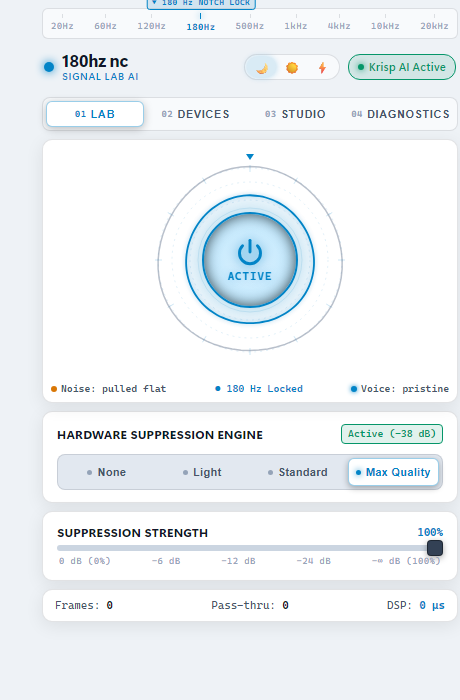 ▼ 180 Hz NOTCH LOCK
20Hz 60Hz 120Hz 180Hz 500Hz 1kHz 4kHz 10kHz 20kHz
180hz nc
SIGNAL LAB AI
Krisp AI Active
01 LAB 02 DEVICES 03 STUDIO 04 DIAGNOSTICS
ACTIVE
Noise: pulled flat 180 Hz Locked Voice: pristine
HARDWARE SUPPRESSION ENGINE Active (−38 dB)
None Light Standard Max Quality
SUPPRESSION STRENGTH 100%
0 dB (0%) −6 dB −12 dB −24 dB −∞ dB (100%)
Frames: 0 Pass-thru: 0 DSP: 0 µs